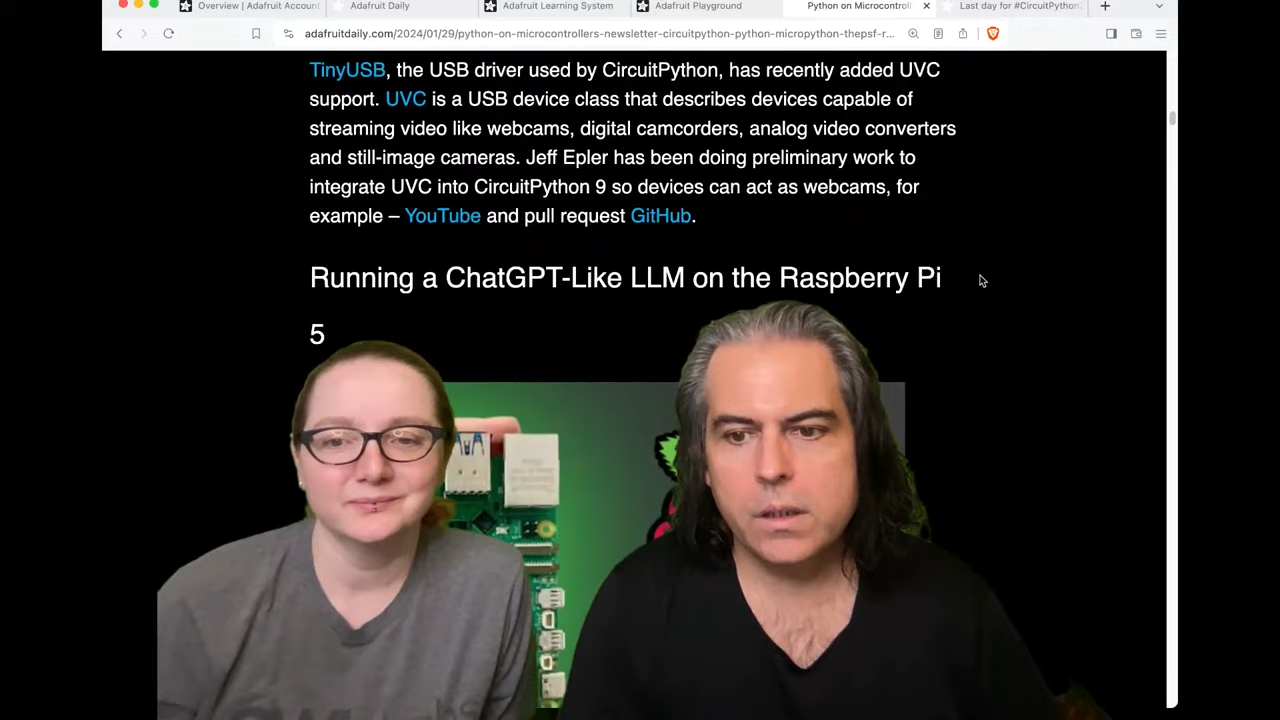 Overview | Adafruit Account
Adafruit Daily
Adafruit Learning System
Adafruit Playground
Python on Microcontroll
Last day for #CircuitPython2
adafruitdaily.com/2024/01/29/python-on-microcontrollers-newsletter-circuitpython-python-micropython-thepsf-r...
TinyUSB, the USB driver used by CircuitPython, has recently added UVC
support. UVC is a USB device class that describes devices capable of
streaming video like webcams, digital camcorders, analog video converters
and still-image cameras. Jeff Epler has been doing preliminary work to
integrate UVC into CircuitPython 9 so devices can act as webcams, for
example – YouTube and pull request GitHub.
Running a ChatGPT-Like LLM on the Raspberry Pi
5